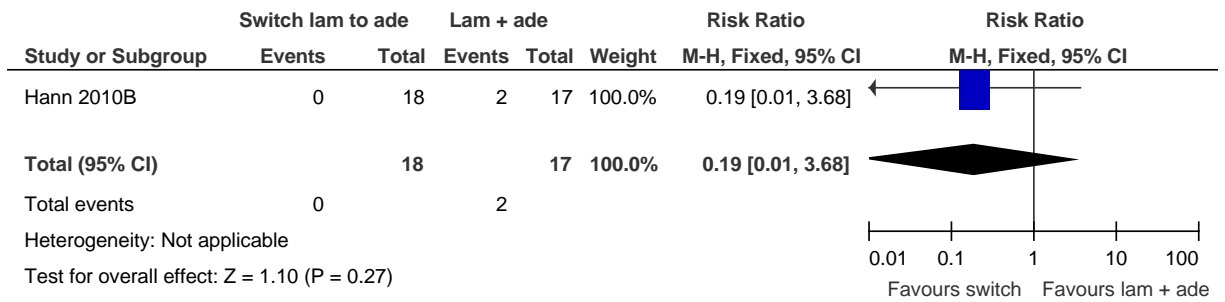 Switch lam to ade Lam + ade Risk Ratio Risk Ratio
Study or Subgroup Events Total Events Total Weight M-H, Fixed, 95% CI M-H, Fixed, 95% CI
Hann 2010B 0 18 2 17 100.0% 0.19 [0.01, 3.68]
Total (95% CI) 18 17 100.0% 0.19 [0.01, 3.68]
Total events 0 2
Heterogeneity: Not applicable
Test for overall effect: Z = 1.10 (P = 0.27)
0.01 0.1 1 10 100
Favours switch Favours lam + ade